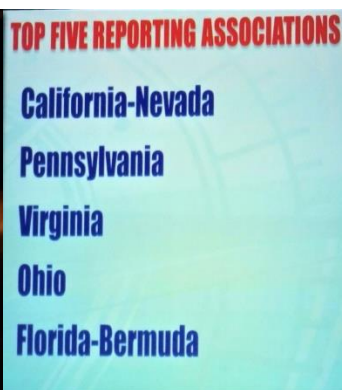 TOP FIVE REPORTING ASSOCIATIONS
California-Nevada
Pennsylvania
Virginia
Ohio
Florida-Bermuda